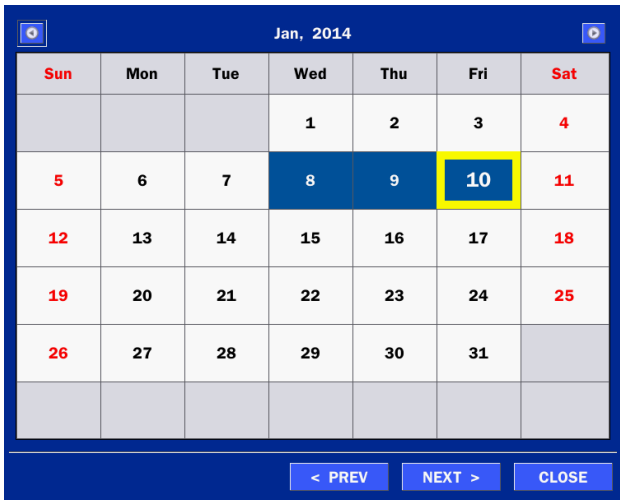 Jan, 2014
Sun Mon Tue Wed Thu Fri Sat
1 2 3 4
5 6 7 8 9 10 11
12 13 14 15 16 17 18
19 20 21 22 23 24 25
26 27 28 29 30 31
< PREV NEXT > CLOSE